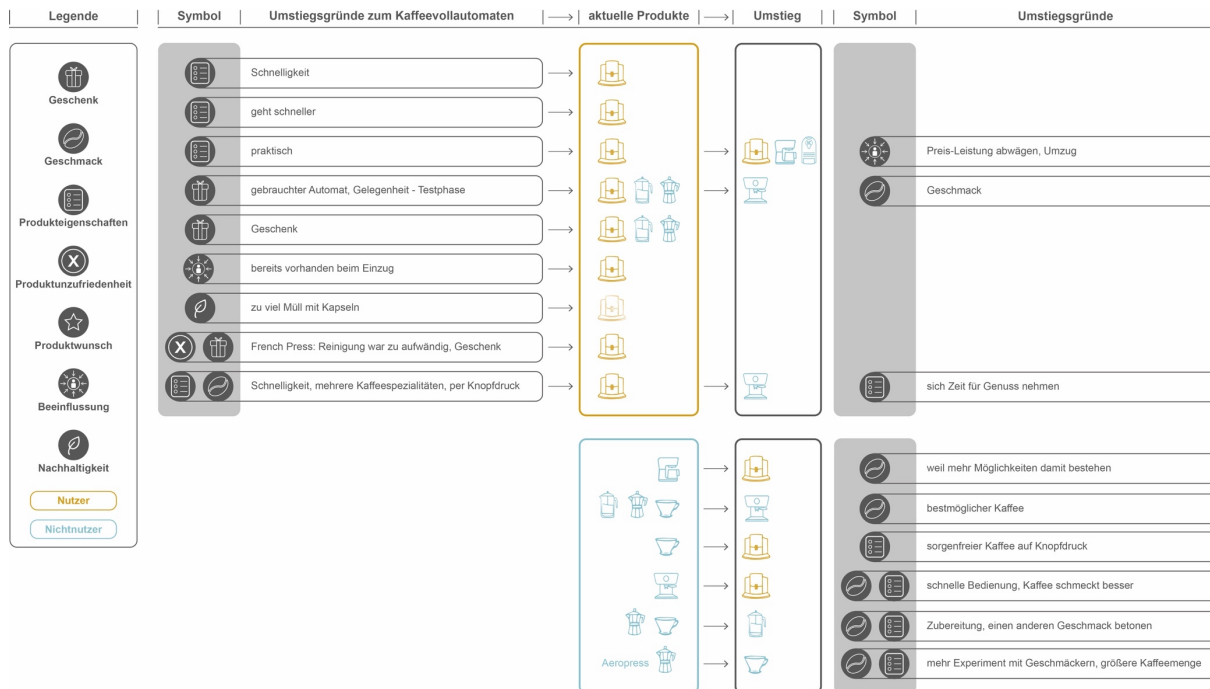 Legende
Symbol
Umstiegsgründe zum Kaffeevollautomaten
aktuelle Produkte
Umstieg
Symbol
Umstiegsgründe
Geschenk
Geschmack
Produkteigenschaften
X
Produktunzufriedenheit
Produktwunsch
Beeinflussung
Nachhaltigkeit
Nutzer
Nichtnutzer
Schnelligkeit
geht schneller
praktisch
Preis-Leistung abwägen, Umzug
gebrauchter Automat, Gelegenheit - Testphase
Geschmack
Geschenk
bereits vorhanden beim Einzug
zu viel Müll mit Kapseln
X
French Press: Reinigung war zu aufwändig, Geschenk
Schnelligkeit, mehrere Kaffeespezialitäten, per Knopfdruck
sich Zeit für Genuss nehmen
weil mehr Möglichkeiten damit bestehen
bestmöglicher Kaffee
sorgenfreier Kaffee auf Knopfdruck
schnelle Bedienung, Kaffee schmeckt besser
Zubereitung, einen anderen Geschmack betonen
Aeropress
mehr Experiment mit Geschmäckern, größere Kaffeemenge